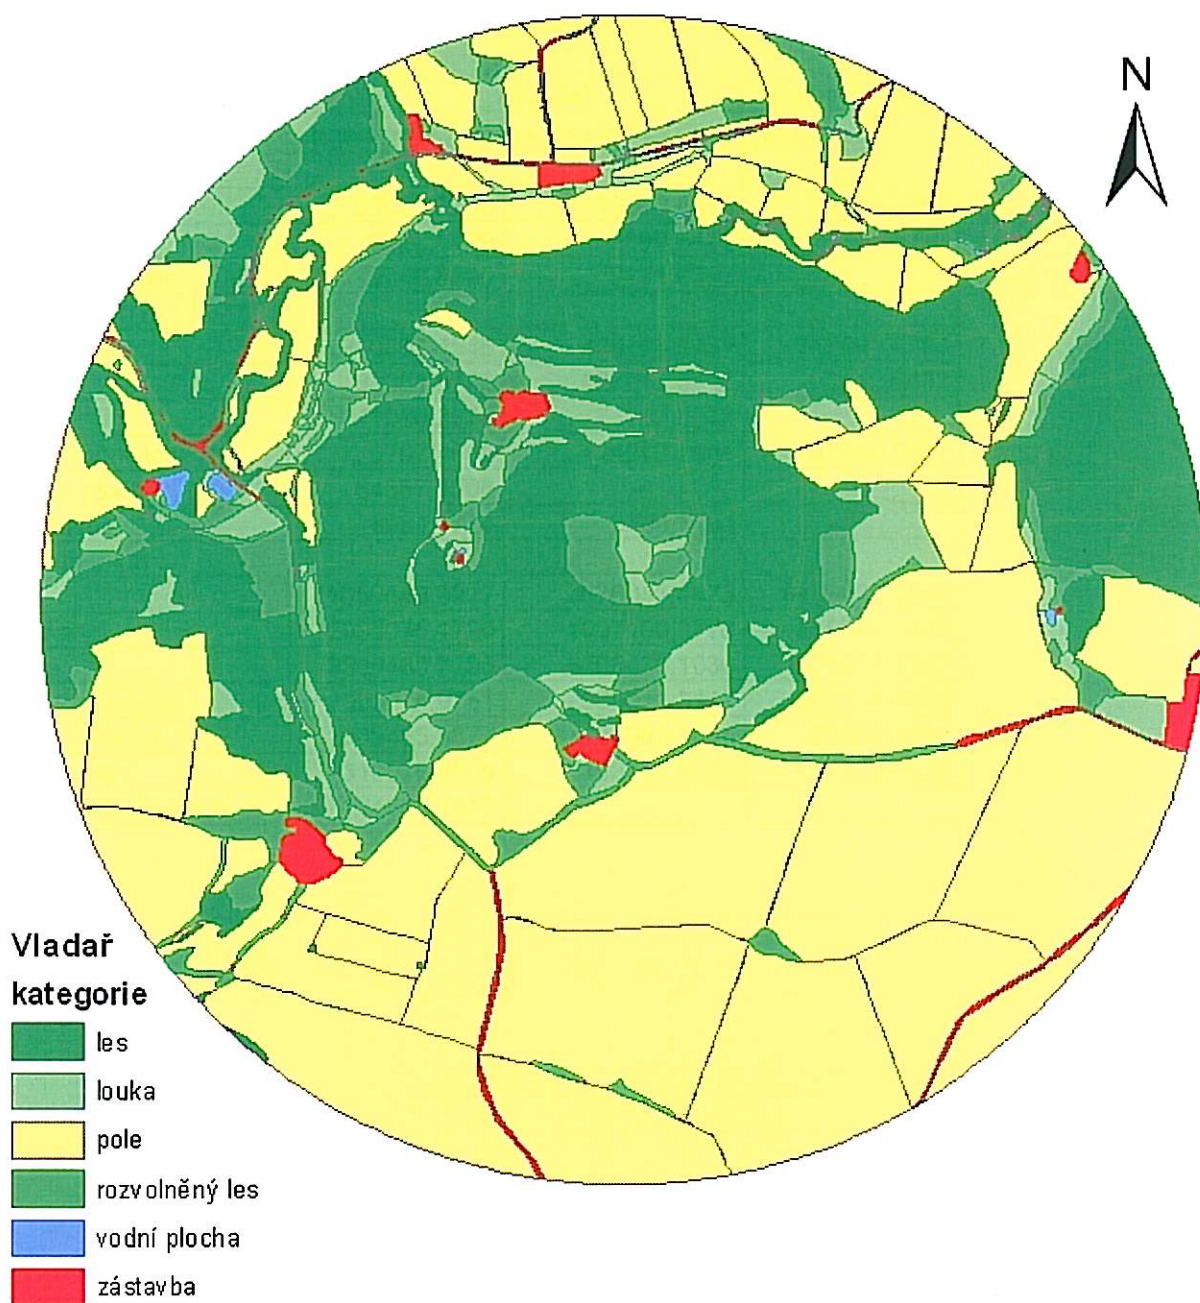 N
Vladař
kategorie
les
louka
pole
rozvolněný les
vodní plocha
zástavba